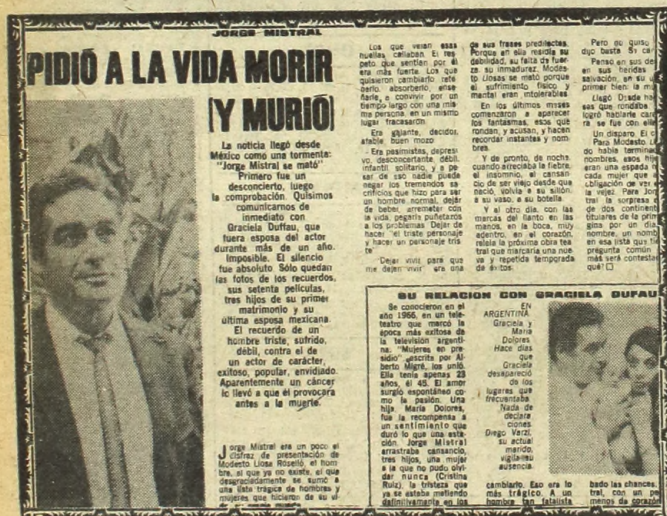 JORGE MISTRAL
PIDIÓ A LA VIDA MORIR
(Y MURIÓ)
La noticia llegó desde
México como una tormenta:
"Jorge Mistral se mató"
Primero fue un
desconcierto, luego
la comprobación. Quisimos
comunicarnos de
inmediato con
Graciela Duffau, que
fuera esposa del actor
durante más de un año.
Imposible. El silencio
fue absoluto Sólo quedan
las fotos de los recuerdos,
sus setenta películas,
tres hijos de su primer
matrimonio y su
última esposa mexicana.
El recuerdo de un
hombre triste, sufrido,
débil, contra el de
un actor de carácter,
exitoso, popular, envidiado.
Aparentemente un cáncer
lo llevó a que él provocara
antes a la muerte.
Jorge Mistral era un poco el
disfraz de presentación de
Modesto Llosa Roselló, el hom-
bre, el que ya no existe, el que
desgraciadamente se sumó a
una lista trágica de hombres y
mujeres que hicieron de su vi-
Los que veían esas
huellas callaban. El res-
peto que sentían por él
era más fuerte. Los que
quisieron cambiarlo refe-
barlo, absorberlo, ense-
ñarle, a convivir por un
tiempo largo con una mis-
ma persona, en un mismo
lugar fracasaron
Era galante, decidor,
afable, buen mozo
Era pesimistas, depresi-
vo, desconcertante, débil,
infantil, solitario, y a pe-
sar de eso nadie puede
negar los tremendos sa-
crificios que hizo para ser
un hombre normal, dejar
de beber, arremeter con
la vida, pegarle puñetazos
a los problemas Dejar de
hacer "el triste personaje
y hacer un personaje tris-
te"
"Dejar vivir para que
me dejen vivir" era una
de sus frases predilectas.
Porque en ella residía su
debilidad, su falta de fuer-
za su inmadurez. Modes-
to Llosas se mató porque
el sufrimiento físico y
mental eran intolerables
En los últimos meses
comenzaron a aparecer
los fantasmas, esos que
rondan, y acusan, y hacen
recordar instantes y nom-
bres.
Y de pronto, de noche,
cuando arreciaba la fiebre,
el insomnio, el cansan-
cio de ser viejo desde que
nació, volvía a su sillón,
a su vaso, a su botella
Y al otro día, con las
marcas del llanto en las
manos, en la boca, muy
adentro, en el corazón,
releía la próxima obra tea-
tral que marcaría una nue-
va y repetida temporada
de éxitos.
Pero no quiso
dijo basta Su
Pensó en sus
en sus heridas
salvación, en su
primer bien: la
Llegó Desde ha-
ces que rondaba
logró hablarle
ra se fue con ella
Un disparo. El
Para Modesto L
do había terminad
nombres, esos hij
eran una espada
cada mujer que
obligación de ver
la vejez. Para Jor
tral la sorpresa
de dos continent
titulares de la prim
gina por un día,
nombre, un nomb
en esa lista que
pregunta común
más será contestar
qué? □
SU RELACION CON GRACIELA DUFAU
Se conocieron en el
año 1966, en un tele-
teatro que marcó la
época más exitosa de
la televisión argenti-
na. "Mujeres en pre-
sidio" escrita por Al-
berto Migré, los unió.
Ella tenía apenas 23
años, él 45. El amor
surgió espontáneo co-
mo la pasión. Una
hija, María Dolores,
fue la recompensa a
un sentimiento que
duró lo que una esta-
ción. Jorge Mistral
arrastraba cansancio,
tres hijos, una mujer
a la que no pudo olvi-
dar nunca (Cristina
Ruiz), la tristeza que
ya se estaba metiendo
definitivamente en los
EN
ARGENTINA.
Graciela y
María
Dolores
Hace días
que
Graciela
desapareció
de los
lugares que
frecuentaba
Nada de
declara
ciones
Diego Varzi,
su actual
marido,
vigila su
ausencia.
cambiarlo. Eso era lo
más trágico. A un
hombre tan fatalista
bado las chances.
tral, con un
menos de corazón